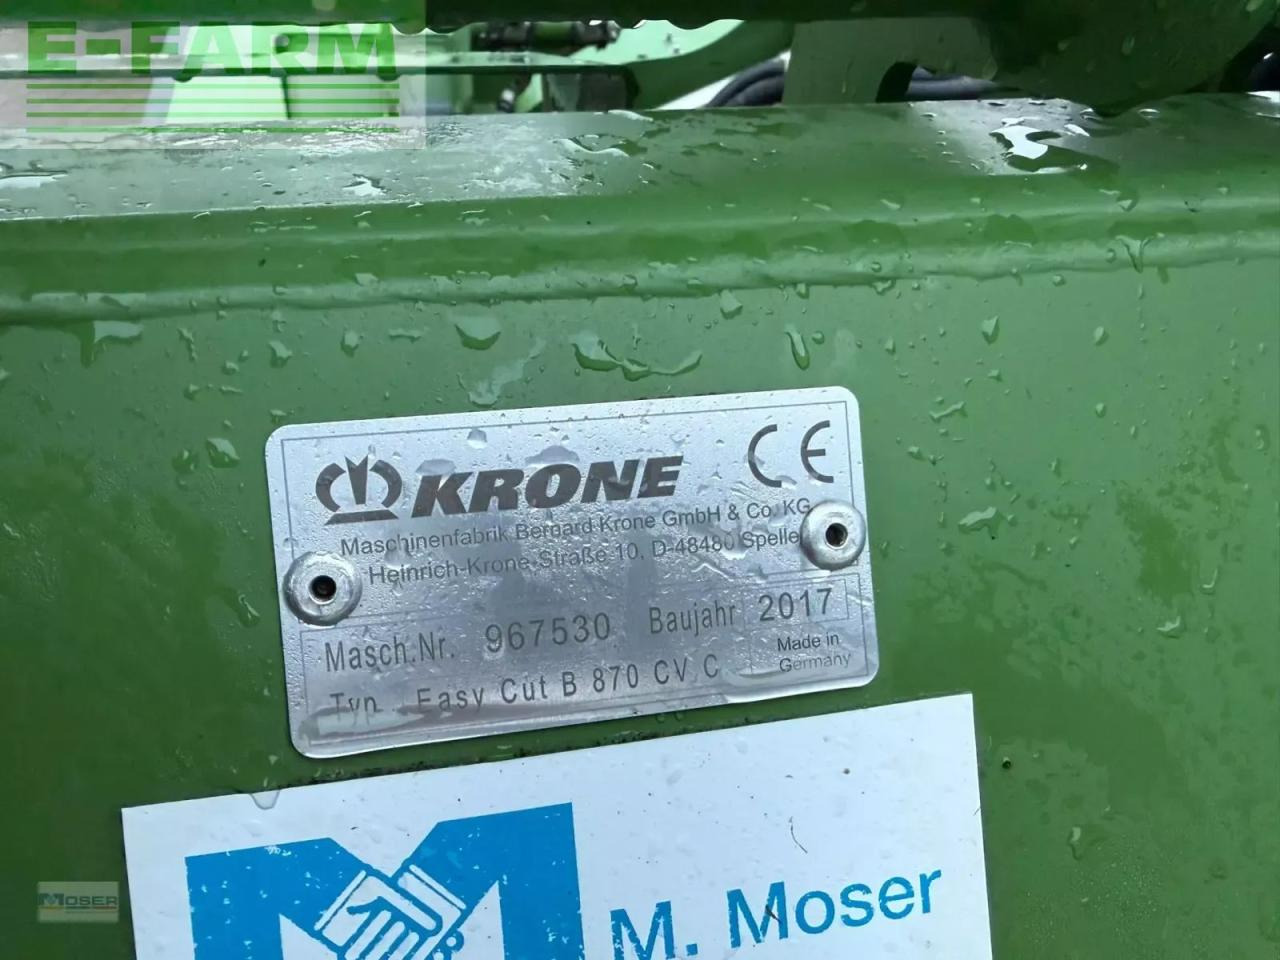 E-FARM
KRONE CE
Maschinenfabrik Bernard Krone GmbH & Co. KG
Heinrich-Krone-Straße 10, D-48480 Spelle
Masch.Nr. 967530 Baujahr 2017
Typ Easy Cut B 870 CV C
Made in
Germany
M. Moser
MOSER